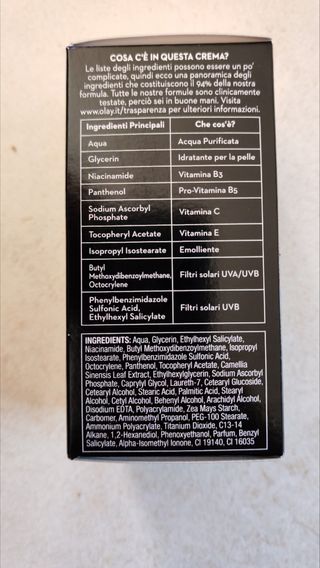 COSA C'È IN QUESTA CREMA?
Le liste degli ingredienti possono essere un po'
complicate, quindi ecco una panoramica degli
ingredienti che costituiscono il 94% della nostra
formula. Tutte le nostre formule sono clinicamente
testate, perciò sei in buone mani. Visita
www.olay.it/trasparenza per ulteriori informazioni.
Ingredienti Principali Che cos'è?
Aqua Acqua Purificata
Glycerin Idratante per la pelle
Niacinamide Vitamina B3
Panthenol Pro-Vitamina B5
Sodium Ascorbyl
Phosphate Vitamina C
Tocopheryl Acetate Vitamina E
Isopropyl Isostearate Emolliente
Butyl
Methoxydibenzoylmethane,
Octocrylene Filtri solari UVA/UVB
Phenylbenzimidazole
Sulfonic Acid,
Ethylhexyl Salicylate Filtri solari UVB
INGREDIENTS: Aqua, Glycerin, Ethylhexyl Salicylate,
Niacinamide, Butyl Methoxydibenzoylmethane, Isopropyl
Isostearate, Phenylbenzimidazole Sulfonic Acid,
Octocrylene, Panthenol, Tocopheryl Acetate, Camellia
Sinensis Leaf Extract, Ethylhexylglycerin, Sodium Ascorbyl
Phosphate, Caprylyl Glycol, Laureth-7, Cetearyl Glucoside,
Cetearyl Alcohol, Stearic Acid, Palmitic Acid, Stearyl
Alcohol, Cetyl Alcohol, Behenyl Alcohol, Arachidyl Alcohol,
Disodium EDTA, Polyacrylamide, Zea Mays Starch,
Carbomer, Aminomethyl Propanol, PEG-100 Stearate,
Ammonium Polyacrylate, Titanium Dioxide, C13-14
Alkane, 1,2-Hexanediol, Phenoxyethanol, Parfum, Benzyl
Salicylate, Alpha-Isomethyl Ionone, CI 19140, CI 16035